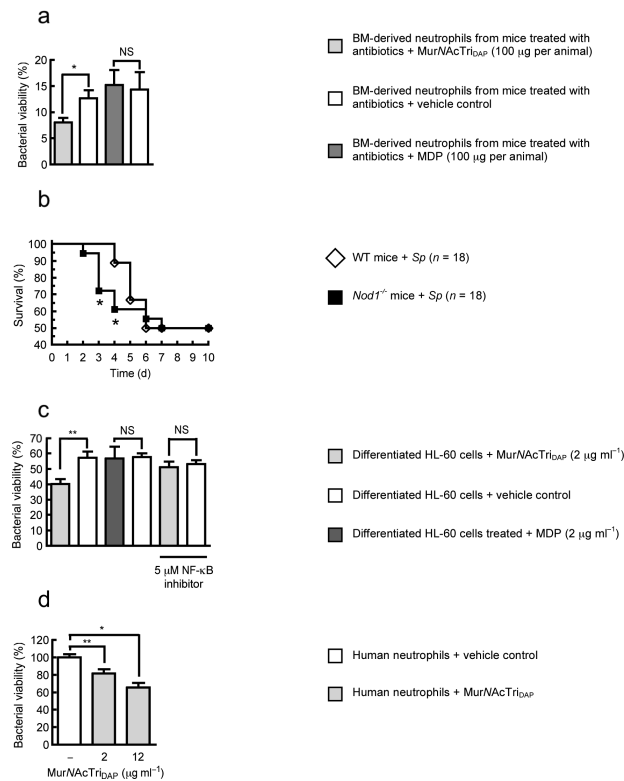 a
Bacterial viability (%)
20
15
10
5
0
*
NS
BM-derived neutrophils from mice treated with
antibiotics + MurNAcTriDAP (100 μg per animal)
BM-derived neutrophils from mice treated with
antibiotics + vehicle control
BM-derived neutrophils from mice treated with
antibiotics + MDP (100 μg per animal)
b
Survival (%)
100
90
80
70
60
50
40
*
*
0 1 2 3 4 5 6 7 8 9 10
Time (d)
WT mice + Sp (n = 18)
Nod1-/- mice + Sp (n = 18)
c
Bacterial viability (%)
70
60
50
40
30
20
10
0
**
NS
NS
5 μM NF-κB
inhibitor
Differentiated HL-60 cells + MurNAcTriDAP (2 μg ml−1)
Differentiated HL-60 cells + vehicle control
Differentiated HL-60 cells treated + MDP (2 μg ml−1)
d
Bacterial viability (%)
120
100
80
60
40
20
0
*
**
– 2 12
MurNAcTriDAP (μg ml−1)
Human neutrophils + vehicle control
Human neutrophils + MurNAcTriDAP